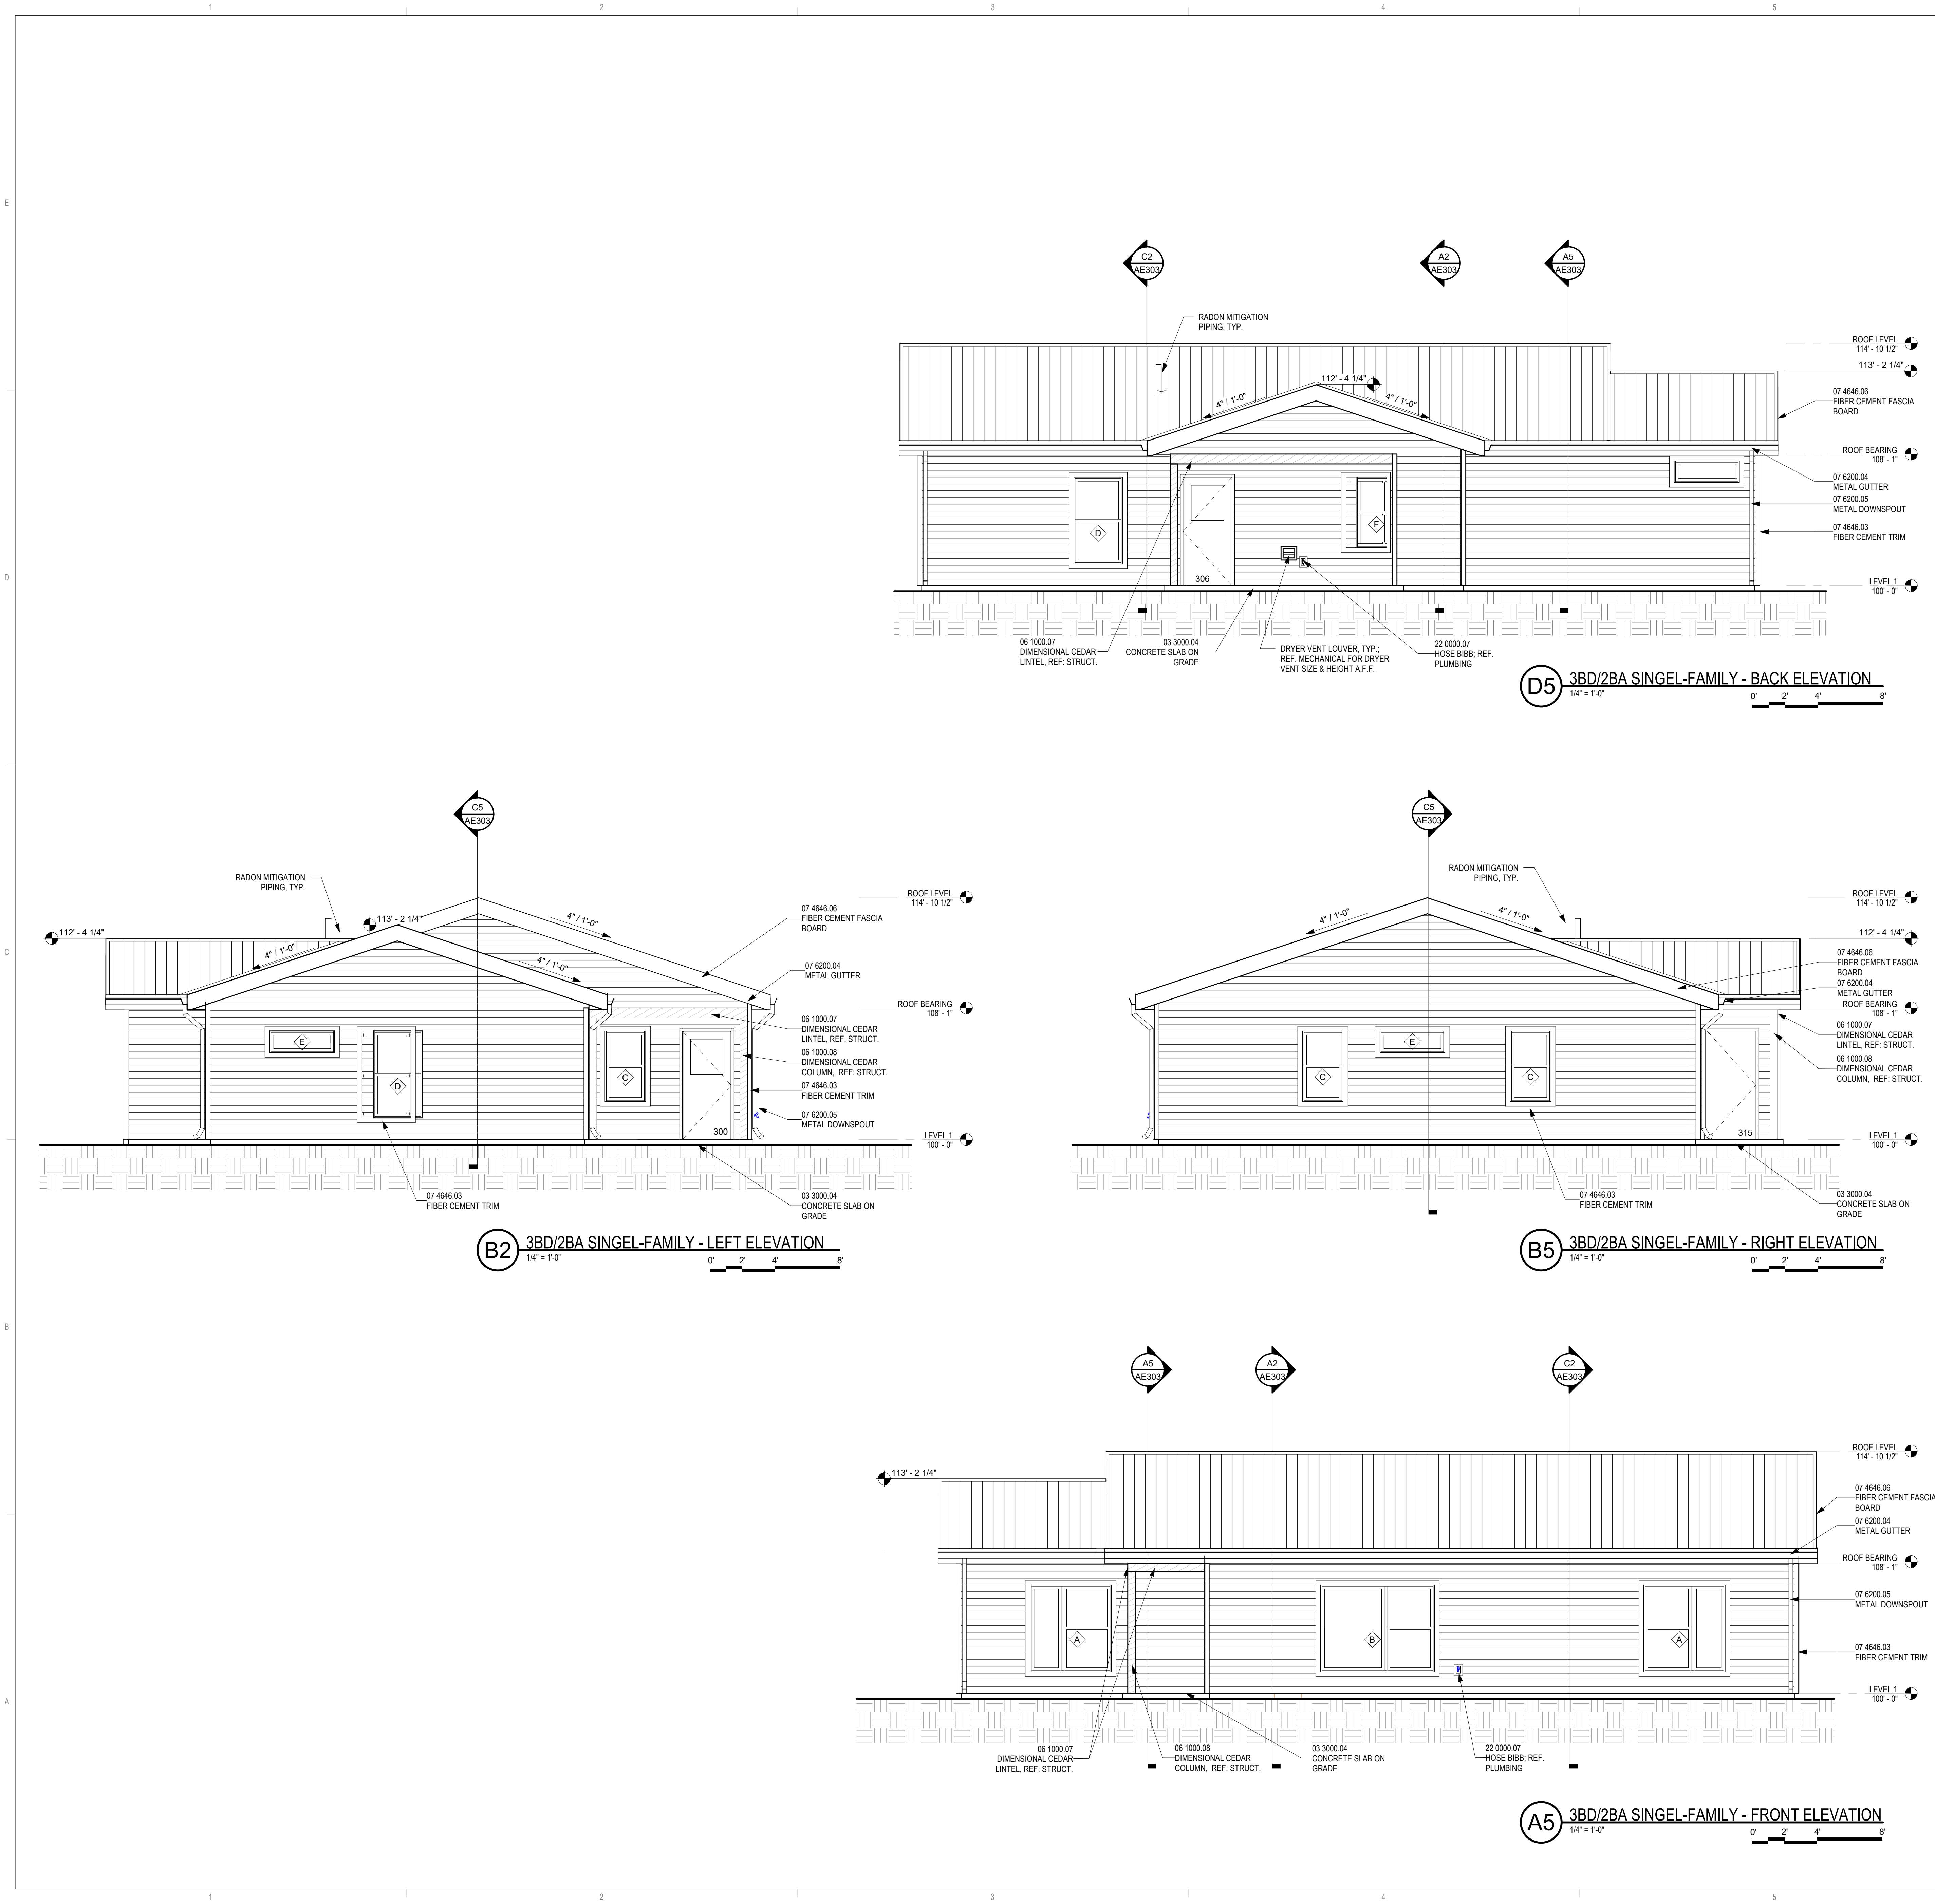 1
2
3
4
5
E
D
C
B
A
C2
AE303
A2
AE303
A5
AE303
RADON MITIGATION
PIPING, TYP.
112' - 4 1/4"
4" / 1'-0"
4" / 1'-0"
ROOF LEVEL
114' - 10 1/2"
113' - 2 1/4"
07 4646.06
FIBER CEMENT FASCIA
BOARD
ROOF BEARING
108' - 1"
07 6200.04
METAL GUTTER
07 6200.05
METAL DOWNSPOUT
07 4646.03
FIBER CEMENT TRIM
LEVEL 1
100' - 0"
D
F
306
06 1000.07
DIMENSIONAL CEDAR
LINTEL, REF: STRUCT.
03 3000.04
CONCRETE SLAB ON
GRADE
DRYER VENT LOUVER, TYP.;
REF. MECHANICAL FOR DRYER
VENT SIZE & HEIGHT A.F.F.
22 0000.07
HOSE BIBB; REF.
PLUMBING
D5
3BD/2BA SINGEL-FAMILY - BACK ELEVATION
1/4" = 1'-0"
0' 2' 4' 8'
C5
AE303
RADON MITIGATION
PIPING, TYP.
112' - 4 1/4"
113' - 2 1/4"
4" / 1'-0"
4" / 1'-0"
4" / 1'-0"
07 4646.06
FIBER CEMENT FASCIA
BOARD
ROOF LEVEL
114' - 10 1/2"
07 6200.04
METAL GUTTER
ROOF BEARING
108' - 1"
06 1000.07
DIMENSIONAL CEDAR
LINTEL, REF: STRUCT.
06 1000.08
DIMENSIONAL CEDAR
COLUMN, REF: STRUCT.
07 4646.03
FIBER CEMENT TRIM
07 6200.05
METAL DOWNSPOUT
LEVEL 1
100' - 0"
E
D
C
300
07 4646.03
FIBER CEMENT TRIM
03 3000.04
CONCRETE SLAB ON
GRADE
B2
3BD/2BA SINGEL-FAMILY - LEFT ELEVATION
1/4" = 1'-0"
0' 2' 4' 8'
C5
AE303
RADON MITIGATION
PIPING, TYP.
4" / 1'-0"
4" / 1'-0"
ROOF LEVEL
114' - 10 1/2"
112' - 4 1/4"
07 4646.06
FIBER CEMENT FASCIA
BOARD
07 6200.04
METAL GUTTER
ROOF BEARING
108' - 1"
06 1000.07
DIMENSIONAL CEDAR
LINTEL, REF: STRUCT.
06 1000.08
DIMENSIONAL CEDAR
COLUMN, REF: STRUCT.
LEVEL 1
100' - 0"
C
E
C
315
07 4646.03
FIBER CEMENT TRIM
03 3000.04
CONCRETE SLAB ON
GRADE
B5
3BD/2BA SINGEL-FAMILY - RIGHT ELEVATION
1/4" = 1'-0"
0' 2' 4' 8'
A5
AE303
A2
AE303
C2
AE303
113' - 2 1/4"
ROOF LEVEL
114' - 10 1/2"
07 4646.06
FIBER CEMENT FASCIA
BOARD
07 6200.04
METAL GUTTER
ROOF BEARING
108' - 1"
07 6200.05
METAL DOWNSPOUT
07 4646.03
FIBER CEMENT TRIM
LEVEL 1
100' - 0"
A
B
A
06 1000.07
DIMENSIONAL CEDAR
LINTEL, REF: STRUCT.
06 1000.08
DIMENSIONAL CEDAR
COLUMN, REF: STRUCT.
03 3000.04
CONCRETE SLAB ON
GRADE
22 0000.07
HOSE BIBB; REF.
PLUMBING
A5
3BD/2BA SINGEL-FAMILY - FRONT ELEVATION
1/4" = 1'-0"
0' 2' 4' 8'
1
2
3
4
5